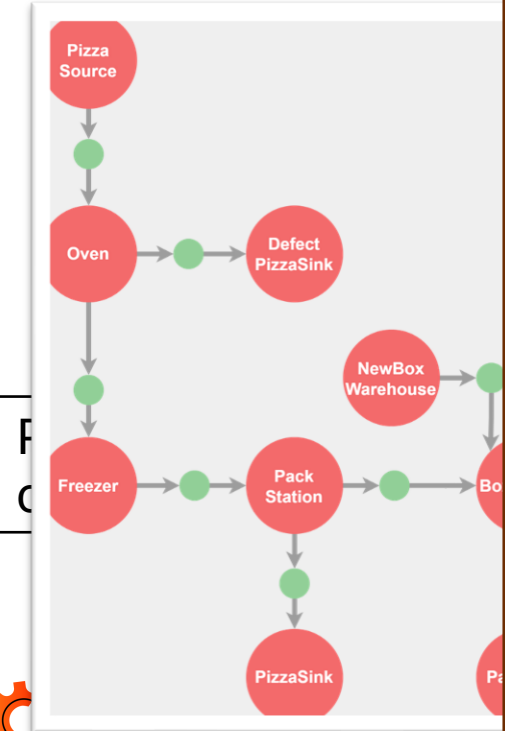 Pizza
Source
Oven
Defect
PizzaSink
NewBox
Warehouse
Freezer
Pack
Station
PizzaSink